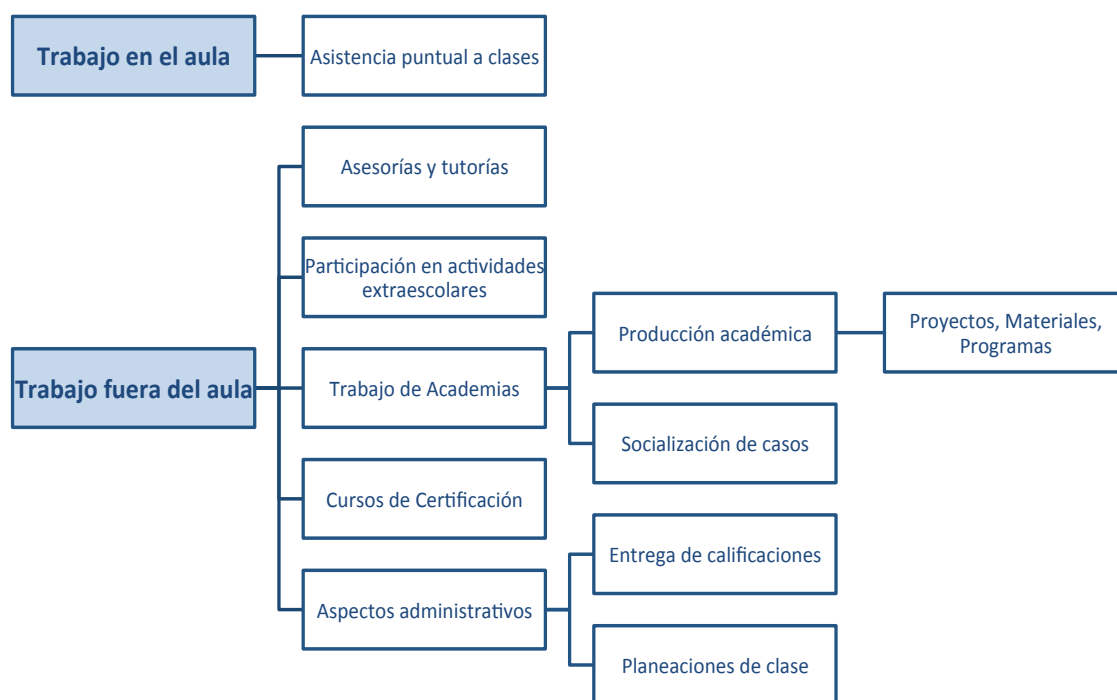 Trabajo en el aula
Asistencia puntual a clases
Asesorías y tutorías
Participación en actividades
extraescolares
Trabajo fuera del aula
Trabajo de Academias
Producción académica
Proyectos, Materiales,
Programas
Socialización de casos
Cursos de Certificación
Aspectos administrativos
Entrega de calificaciones
Planeaciones de clase